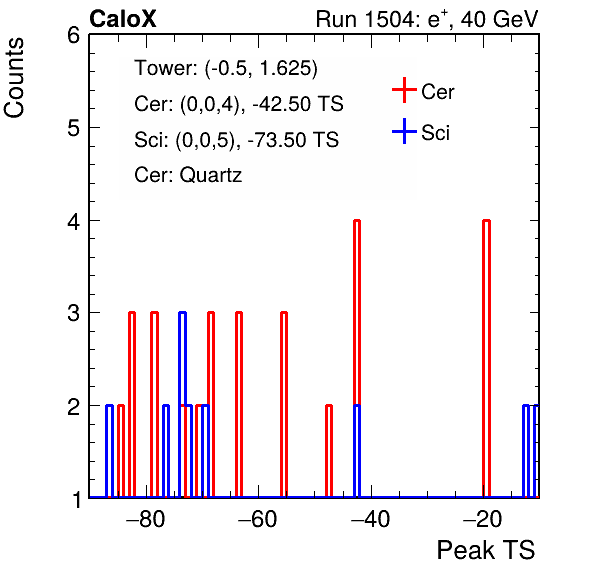 CaloX Run 1504: e+, 40 GeV
Counts
6
Tower: (-0.5, 1.625)
Cer: (0,0,4), -42.50 TS
Sci: (0,0,5), -73.50 TS
Cer: Quartz
Cer
Sci
5
4
3
2
1
−80 −60 −40 −20
Peak TS